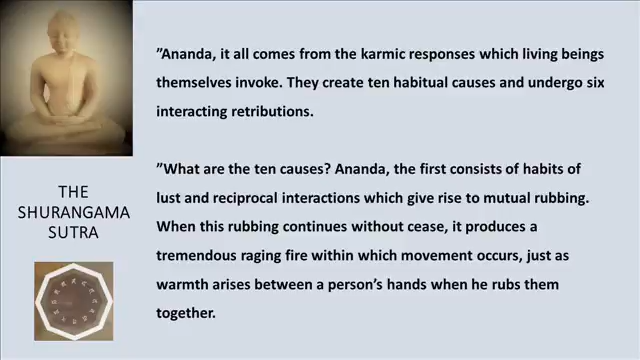 ”Ananda, it all comes from the karmic responses which living beings
themselves invoke. They create ten habitual causes and undergo six
interacting retributions.
”What are the ten causes? Ananda, the first consists of habits of
lust and reciprocal interactions which give rise to mutual rubbing.
When this rubbing continues without cease, it produces a
tremendous raging fire within which movement occurs, just as
warmth arises between a person’s hands when he rubs them
together.
THE
SHURANGAMA
SUTRA